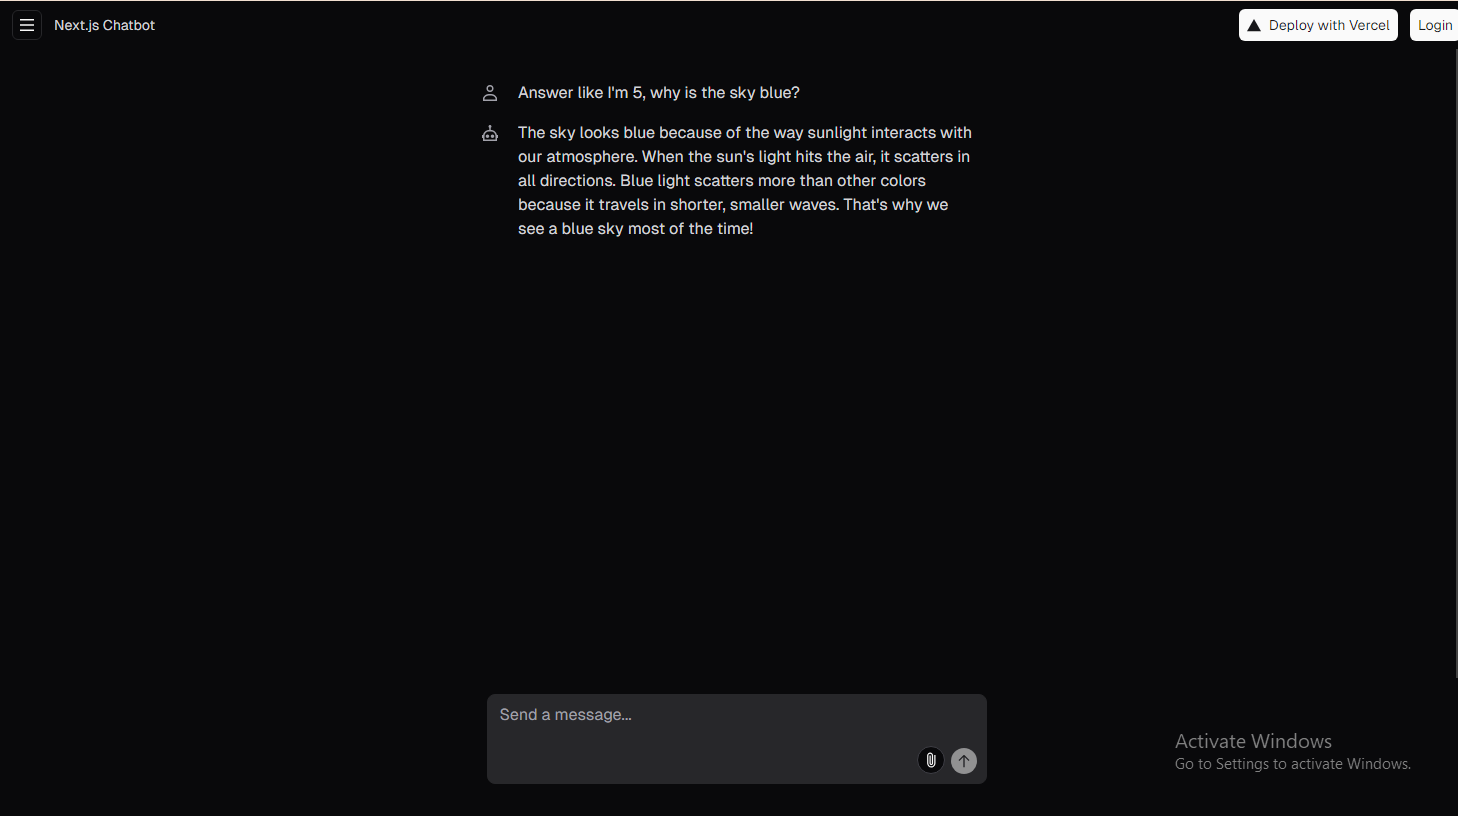 Next.js Chatbot
Deploy with Vercel
Login
Answer like I'm 5, why is the sky blue?
The sky looks blue because of the way sunlight interacts with
our atmosphere. When the sun's light hits the air, it scatters in
all directions. Blue light scatters more than other colors
because it travels in shorter, smaller waves. That's why we
see a blue sky most of the time!
Send a message...
Activate Windows
Go to Settings to activate Windows.